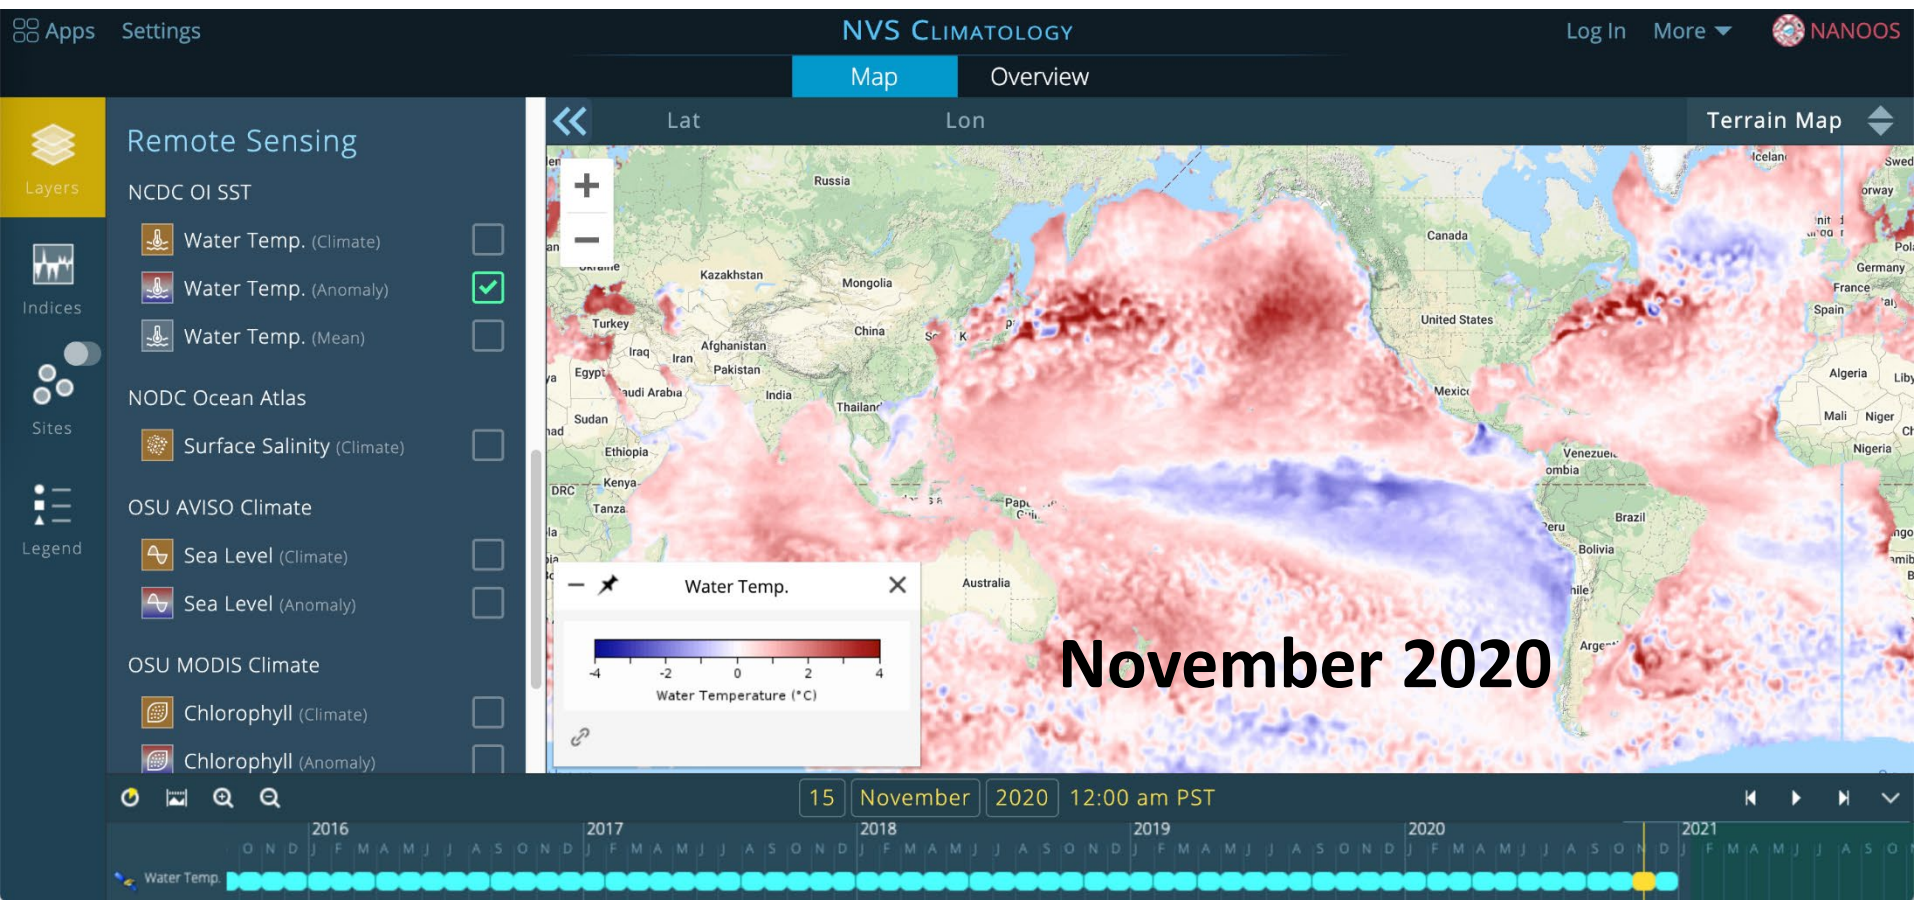 Apps Settings NVS CLIMATOLOGY Log In More NANOOS
Map Overview
Lat Lon Terrain Map
Layers
Indices
Sites
Legend
Remote Sensing
NCDC OI SST
Water Temp. (Climate)
Water Temp. (Anomaly)
Water Temp. (Mean)
NODC Ocean Atlas
Surface Salinity (Climate)
OSU AVISO Climate
Sea Level (Climate)
Sea Level (Anomaly)
OSU MODIS Climate
Chlorophyll (Climate)
Chlorophyll (Anomaly)
+
−
Russia
Kazakhstan
Mongolia
Turkey
China
Iraq
Iran
Afghanistan
Pakistan
Egypt
India
Thailand
Sudan
Ethiopia
DRC
Kenya
Australia
Canada
United States
Mexico
Brazil
Bolivia
Germany
France
Spain
Algeria
Mali Niger
Nigeria
Water Temp.
-4 -2 0 2 4
Water Temperature (°C)
November 2020
15 November 2020 12:00 am PST
2016 2017 2018 2019 2020 2021
O N D J F M A M J J A S O N D J F M A M J J A S O N D J F M A M J J A S O N D J F M A M J J A S O N D J F M A M J J A S O N D J F M A M J J A S O
Water Temp.